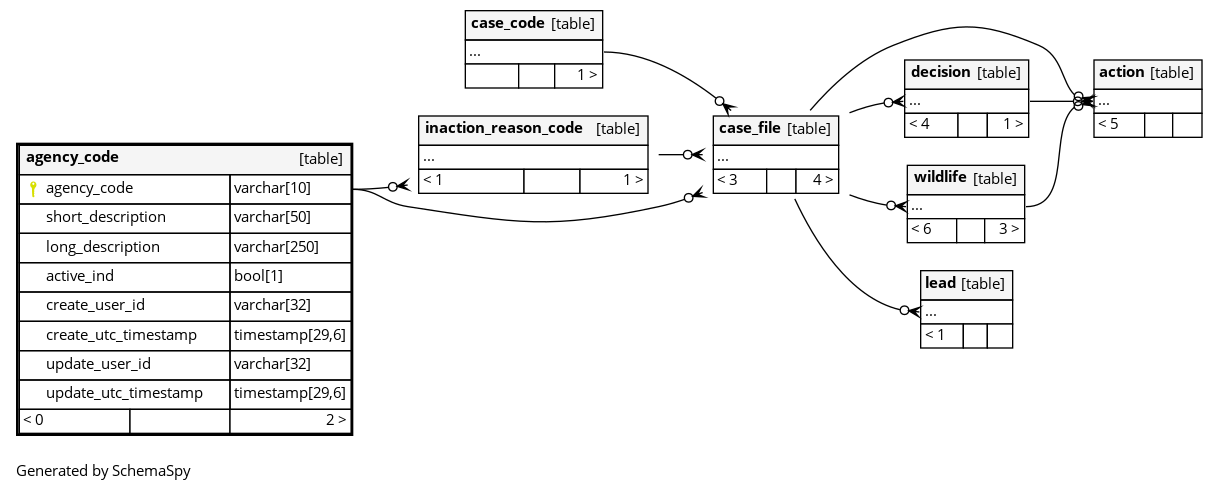 case_code [table]
...
1 >
inaction_reason_code [table]
...
< 1 1 >
case_file [table]
...
< 3 4 >
decision [table]
...
< 4 1 >
action [table]
...
< 5
wildlife [table]
...
< 6 3 >
lead [table]
...
< 1
agency_code [table]
agency_code varchar[10]
short_description varchar[50]
long_description varchar[250]
active_ind bool[1]
create_user_id varchar[32]
create_utc_timestamp timestamp[29,6]
update_user_id varchar[32]
update_utc_timestamp timestamp[29,6]
< 0 2 >
Generated by SchemaSpy